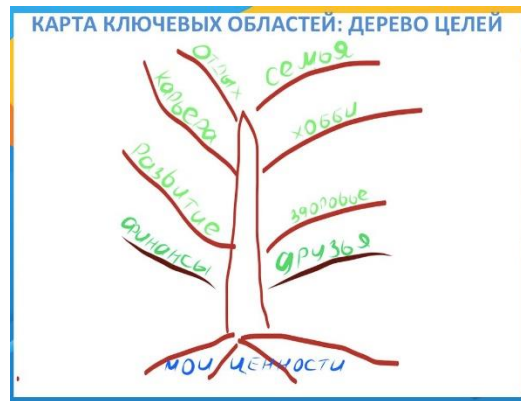 КАРТА КЛЮЧЕВЫХ ОБЛАСТЕЙ: ДЕРЕВО ЦЕЛЕЙ
ОТДЫХ
семья
карьера
хобби
развитие
здоровье
финансы
друзья
МОИ ЦЕННОСТИ